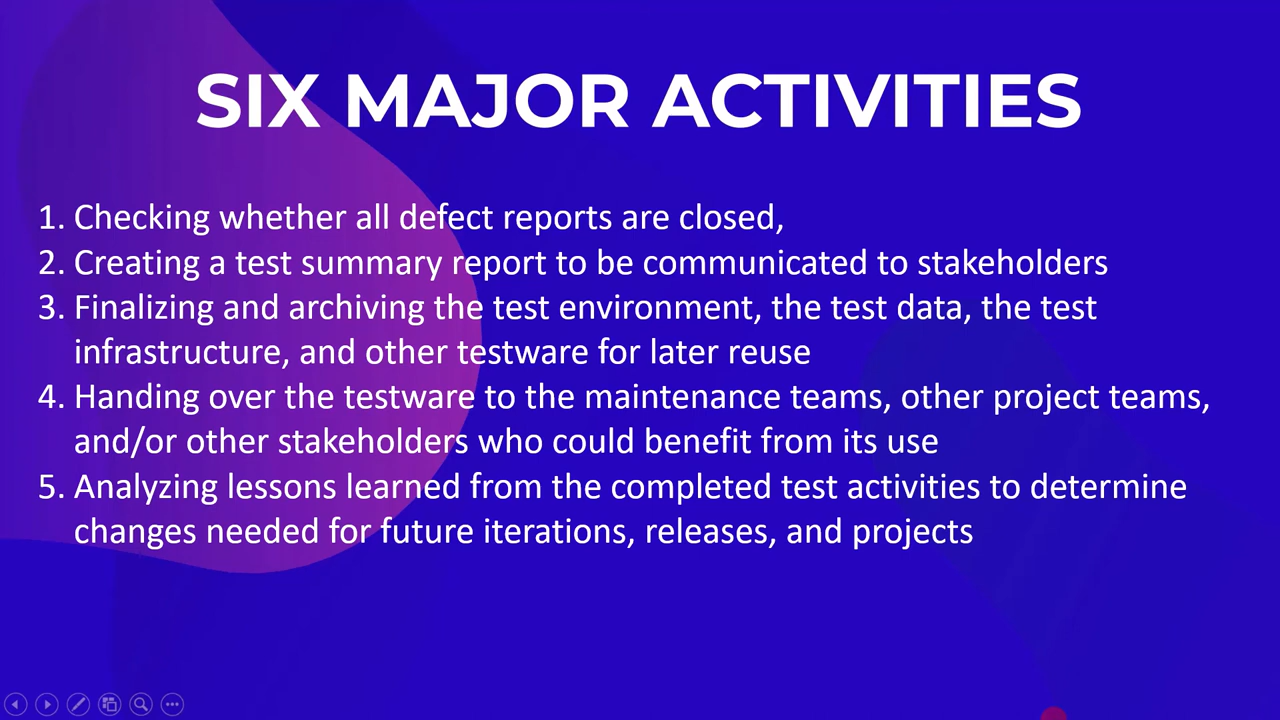 SIX MAJOR ACTIVITIES
1. Checking whether all defect reports are closed,
2. Creating a test summary report to be communicated to stakeholders
3. Finalizing and archiving the test environment, the test data, the test
infrastructure, and other testware for later reuse
4. Handing over the testware to the maintenance teams, other project teams,
and/or other stakeholders who could benefit from its use
5. Analyzing lessons learned from the completed test activities to determine
changes needed for future iterations, releases, and projects